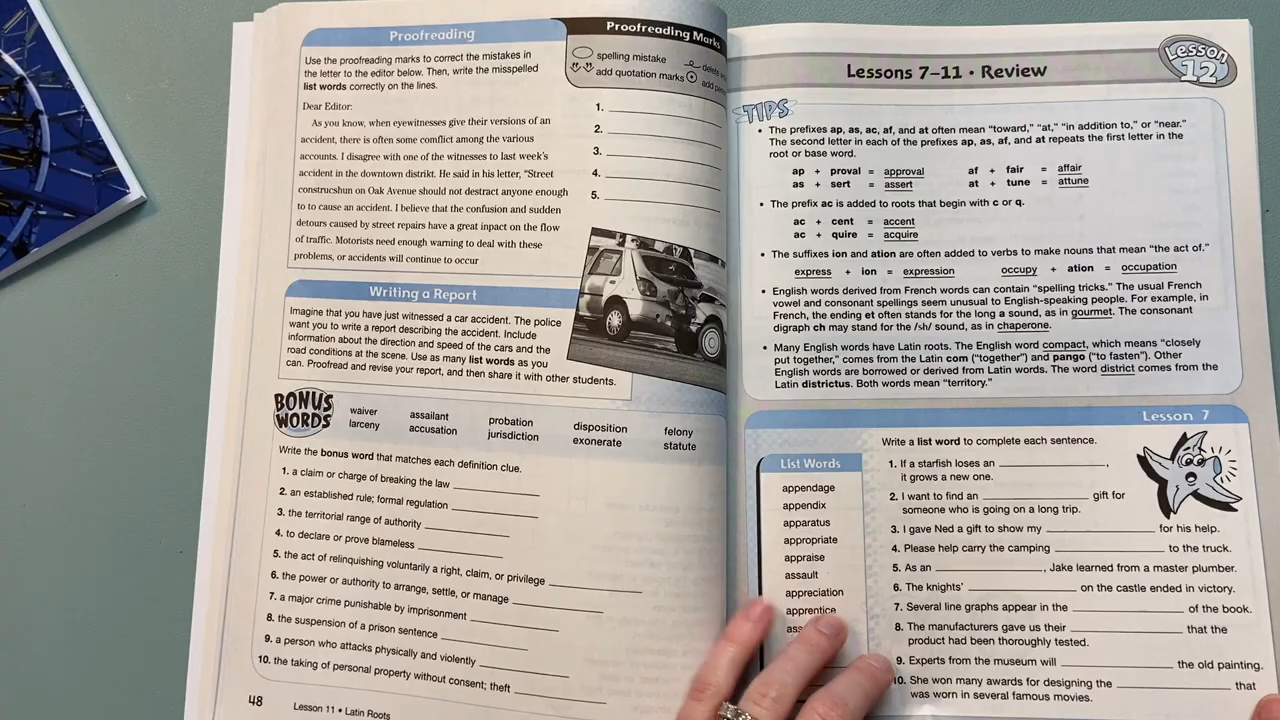 Proofreading
Use the proofreading marks to correct the mistakes in
the letter to the editor below. Then, write the misspelled
list words correctly on the lines.
Proofreading Marks
spelling mistake
add quotation marks
delete
add
Dear Editor:
As you know, when eyewitnesses give their versions of an
accident, there is often some conflict among the various
accounts. I disagree with one of the witnesses to last week's
accident in the downtown distrikt. He said in his letter, “Street
construcshun on Oak Avenue should not destract anyone enough
to to cause an accident. I believe that the confusion and sudden
detours caused by street repairs have a great inpact on the flow
of traffic. Motorists need enough warning to deal with these
problems, or accidents will continue to occur
1.
2.
3.
4.
5.
Writing a Report
Imagine that you have just witnessed a car accident. The police
want you to write a report describing the accident. Include
information about the direction and speed of the cars and the
road conditions at the scene. Use as many list words as you
can. Proofread and revise your report, and then share it with other students.
BONUS
WORDS
waiver assailant probation disposition felony
larceny accusation jurisdiction exonerate statute
Write the bonus word that matches each definition clue.
1. a claim or charge of breaking the law
2. an established rule; formal regulation
3. the territorial range of authority
4. to declare or prove blameless
5. the act of relinquishing voluntarily a right, claim, or privilege
6. the power or authority to arrange, settle, or manage
7. a major crime punishable by imprisonment
8. the suspension of a prison sentence
9. a person who attacks physically and violently
10. the taking of personal property without consent; theft
48
Lesson 11 • Latin Roots
Lessons 7–11 • Review
Lesson
12
TIPS
• The prefixes ap, as, ac, af, and at often mean “toward,” “at,” “in addition to,” or “near.”
The second letter in each of the prefixes ap, as, af, and at repeats the first letter in the
root or base word.
ap + proval = approval af + fair = affair
as + sert = assert at + tune = attune
• The prefix ac is added to roots that begin with c or q.
ac + cent = accent
ac + quire = acquire
• The suffixes ion and ation are often added to verbs to make nouns that mean “the act of.”
express + ion = expression occupy + ation = occupation
• English words derived from French words can contain “spelling tricks.” The usual French
vowel and consonant spellings seem unusual to English-speaking people. For example, in
French, the ending et often stands for the long a sound, as in gourmet. The consonant
digraph ch may stand for the /sh/ sound, as in chaperone.
• Many English words have Latin roots. The English word compact, which means “closely
put together,” comes from the Latin com (“together”) and pango (“to fasten”). Other
English words are borrowed or derived from Latin words. The word district comes from the
Latin districtus. Both words mean “territory.”
Lesson 7
List Words
appendage
appendix
apparatus
appropriate
appraise
assault
appreciation
apprentice
Write a list word to complete each sentence.
1. If a starfish loses an ,
it grows a new one.
2. I want to find an gift for
someone who is going on a long trip.
3. I gave Ned a gift to show my for his help.
4. Please help carry the camping to the truck.
5. As an , Jake learned from a master plumber.
6. The knights' on the castle ended in victory.
7. Several line graphs appear in the of the book.
8. The manufacturers gave us their that the
product had been thoroughly tested.
9. Experts from the museum will the old painting.
10. She won many awards for designing the that
was worn in several famous movies.